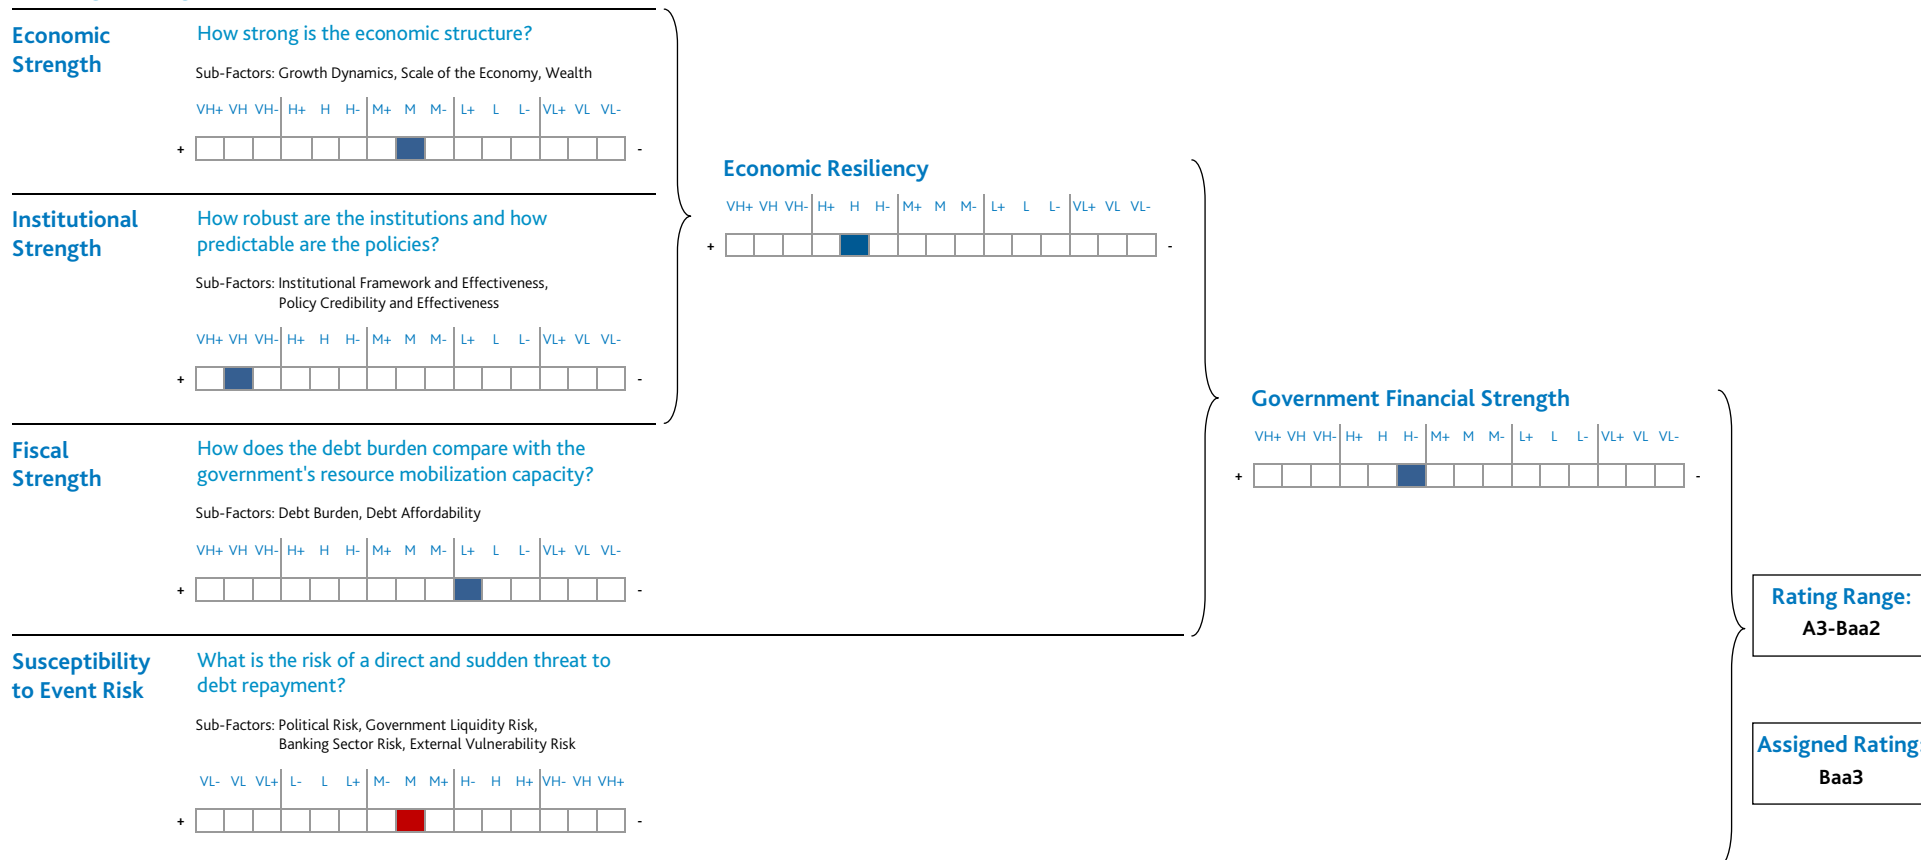 Economic
Strength
How strong is the economic structure?
Sub-Factors: Growth Dynamics, Scale of the Economy, Wealth
VH+ VH VH- H+ H H- M+ M M- L+ L L- VL+ VL VL-
+ -
Institutional
Strength
How robust are the institutions and how
predictable are the policies?
Sub-Factors: Institutional Framework and Effectiveness,
Policy Credibility and Effectiveness
VH+ VH VH- H+ H H- M+ M M- L+ L L- VL+ VL VL-
+ -
Economic Resiliency
VH+ VH VH- H+ H H- M+ M M- L+ L L- VL+ VL VL-
+ -
Fiscal
Strength
How does the debt burden compare with the
government's resource mobilization capacity?
Sub-Factors: Debt Burden, Debt Affordability
VH+ VH VH- H+ H H- M+ M M- L+ L L- VL+ VL VL-
+ -
Government Financial Strength
VH+ VH VH- H+ H H- M+ M M- L+ L L- VL+ VL VL-
+ -
Susceptibility
to Event Risk
What is the risk of a direct and sudden threat to
debt repayment?
Sub-Factors: Political Risk, Government Liquidity Risk,
Banking Sector Risk, External Vulnerability Risk
VL- VL VL+ L- L L+ M- M M+ H- H H+ VH- VH VH+
+ -
Rating Range:
A3-Baa2
Assigned Rating:
Baa3